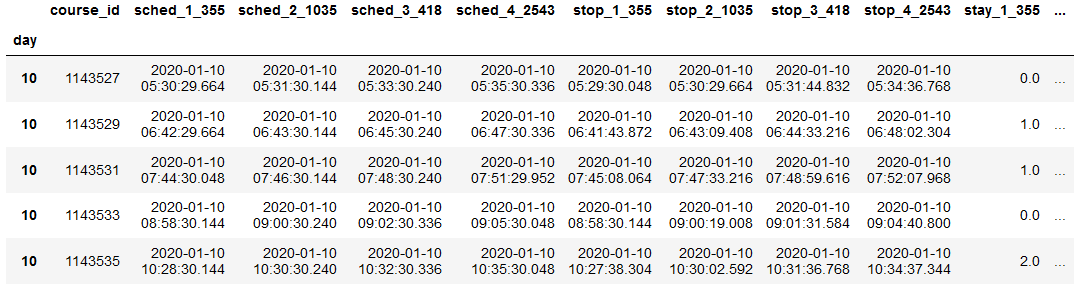 course_id sched_1_355 sched_2_1035 sched_3_418 sched_4_2543 stop_1_355 stop_2_1035 stop_3_418 stop_4_2543 stay_1_355 ...
day
10 1143527 2020-01-10 05:30:29.664 2020-01-10 05:31:30.144 2020-01-10 05:33:30.240 2020-01-10 05:35:30.336 2020-01-10 05:29:30.048 2020-01-10 05:30:29.664 2020-01-10 05:31:44.832 2020-01-10 05:34:36.768 0.0 ...
10 1143529 2020-01-10 06:42:29.664 2020-01-10 06:43:30.144 2020-01-10 06:45:30.240 2020-01-10 06:47:30.336 2020-01-10 06:41:43.872 2020-01-10 06:43:09.408 2020-01-10 06:44:33.216 2020-01-10 06:48:02.304 1.0 ...
10 1143531 2020-01-10 07:44:30.048 2020-01-10 07:46:30.144 2020-01-10 07:48:30.240 2020-01-10 07:51:29.952 2020-01-10 07:45:08.064 2020-01-10 07:47:33.216 2020-01-10 07:48:59.616 2020-01-10 07:52:07.968 1.0 ...
10 1143533 2020-01-10 08:58:30.144 2020-01-10 09:00:30.240 2020-01-10 09:02:30.336 2020-01-10 09:05:30.048 2020-01-10 08:58:30.144 2020-01-10 09:00:19.008 2020-01-10 09:01:31.584 2020-01-10 09:04:40.800 0.0 ...
10 1143535 2020-01-10 10:28:30.144 2020-01-10 10:30:30.240 2020-01-10 10:32:30.336 2020-01-10 10:35:30.048 2020-01-10 10:27:38.304 2020-01-10 10:30:02.592 2020-01-10 10:31:36.768 2020-01-10 10:34:37.344 2.0 ...